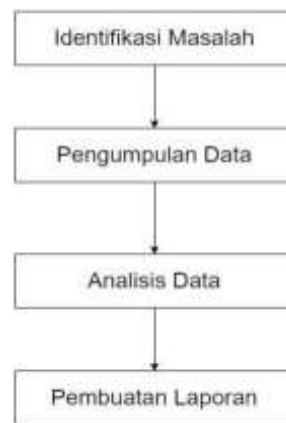 Identifikasi Masalah
Pengumpulan Data
Analisis Data
Pembuatan Laporan